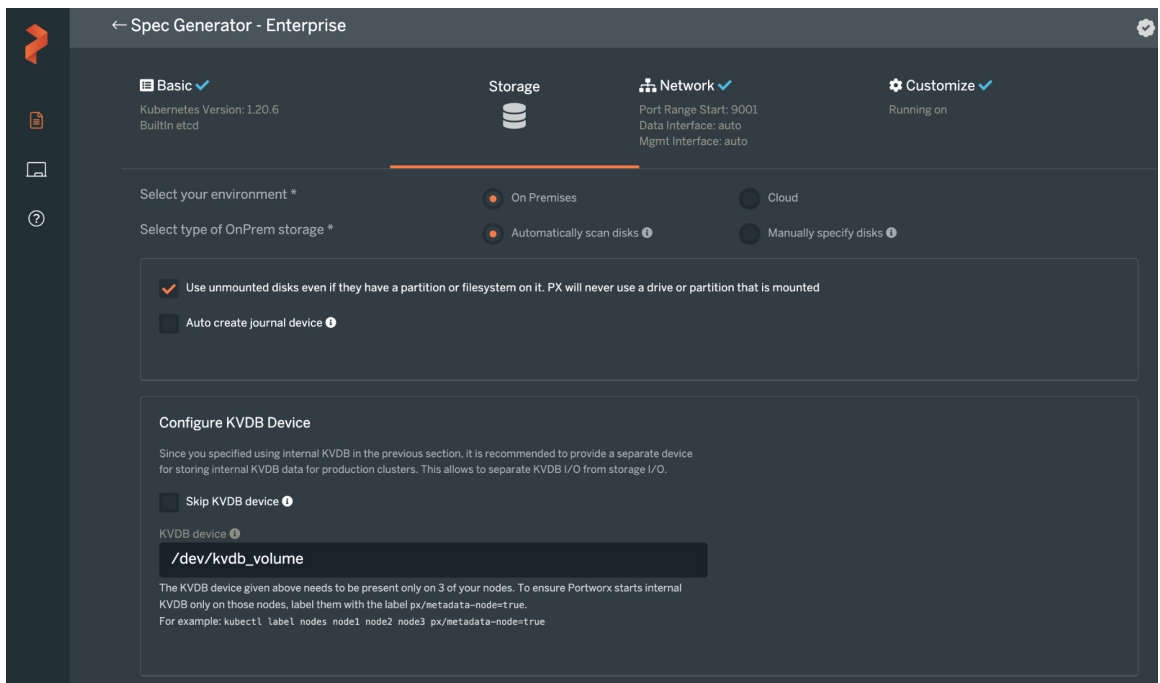 ← Spec Generator - Enterprise
Basic
Kubernetes Version: 1.20.6
BuiltIn etcd
Storage
Network
Port Range Start: 9001
Data Interface: auto
Mgmt Interface: auto
Customize
Running on
Select your environment *
On Premises
Cloud
Select type of OnPrem storage *
Automatically scan disks
Manually specify disks
Use unmounted disks even if they have a partition or filesystem on it. PX will never use a drive or partition that is mounted
Auto create journal device
Configure KVDB Device
Since you specified using internal KVDB in the previous section, it is recommended to provide a separate device
for storing internal KVDB data for production clusters. This allows to separate KVDB I/O from storage I/O.
Skip KVDB device
KVDB device
/dev/kvdb_volume
The KVDB device given above needs to be present only on 3 of your nodes. To ensure Portworx starts internal
KVDB only on those nodes, label them with the label px/metadata-node=true.
For example: kubectl label nodes node1 node2 node3 px/metadata-node=true